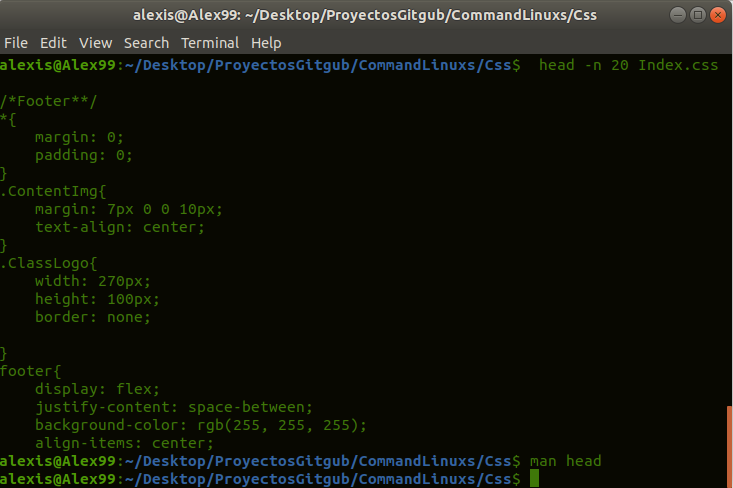 alexis@Alex99: ~/Desktop/ProyectosGitgub/CommandLinuxs/Css
File Edit View Search Terminal Help
alexis@Alex99:~/Desktop/ProyectosGitgub/CommandLinuxs/Css$  head -n 20 Index.css
/*Footer**/
*{
    margin: 0;
    padding: 0;
}
.ContentImg{
    margin: 7px 0 0 10px;
    text-align: center;
}
.ClassLogo{
    width: 270px;
    height: 100px;
    border: none;
}
footer{
    display: flex;
    justify-content: space-between;
    background-color: rgb(255, 255, 255);
    align-items: center;
alexis@Alex99:~/Desktop/ProyectosGitgub/CommandLinuxs/Css$ man head
alexis@Alex99:~/Desktop/ProyectosGitgub/CommandLinuxs/Css$